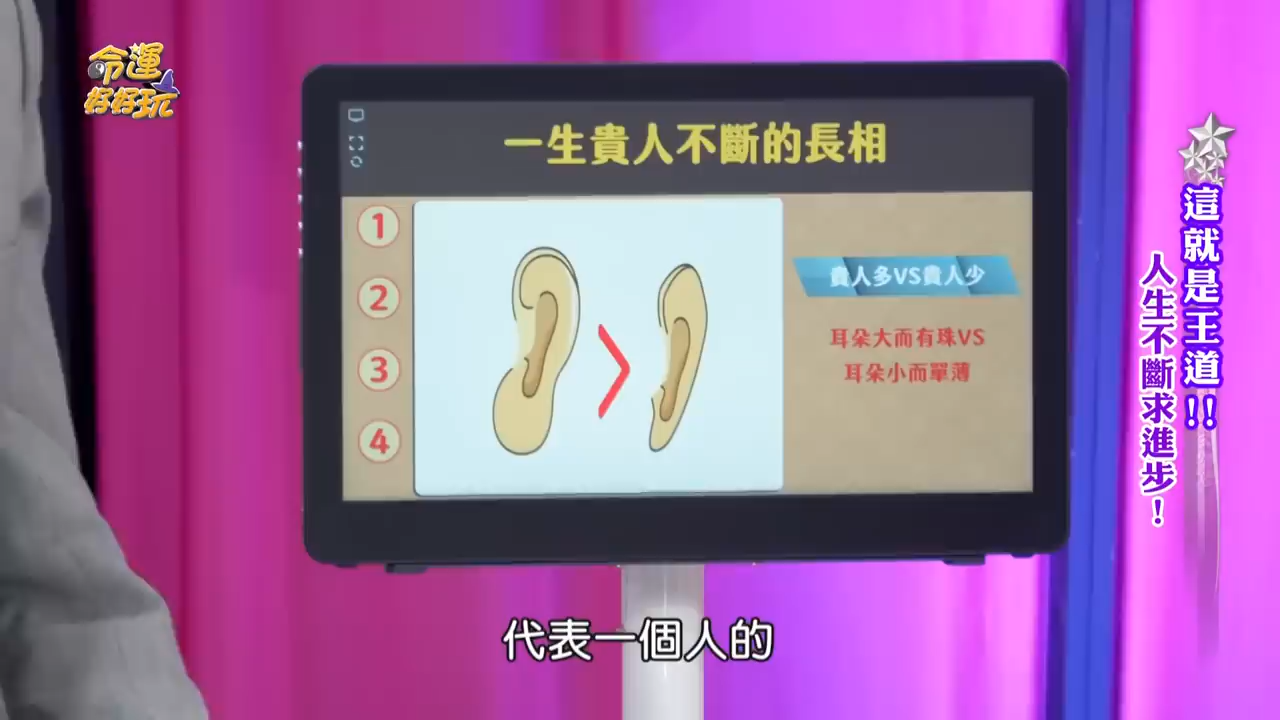 命運
好好玩
一生貴人不斷的長相
1
2
3
4
貴人多VS貴人少
耳朵大而有珠VS
耳朵小而單薄
這就是王道!!
人生不斷求進步!
代表一個人的